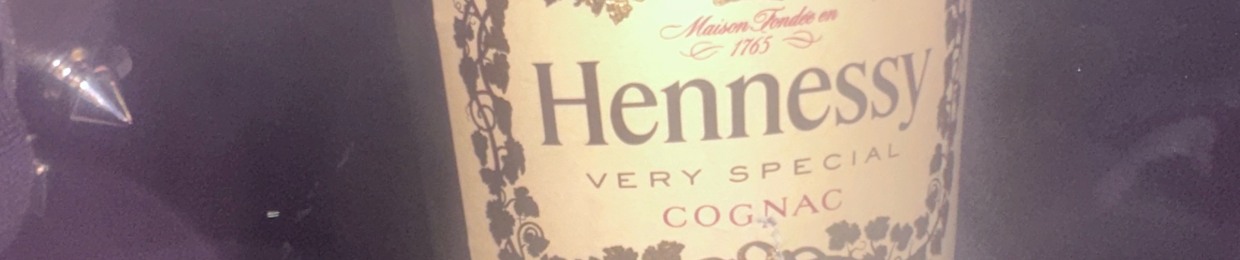 Maison Fondée en
1765
Hennessy
VERY SPECIAL
COGNAC